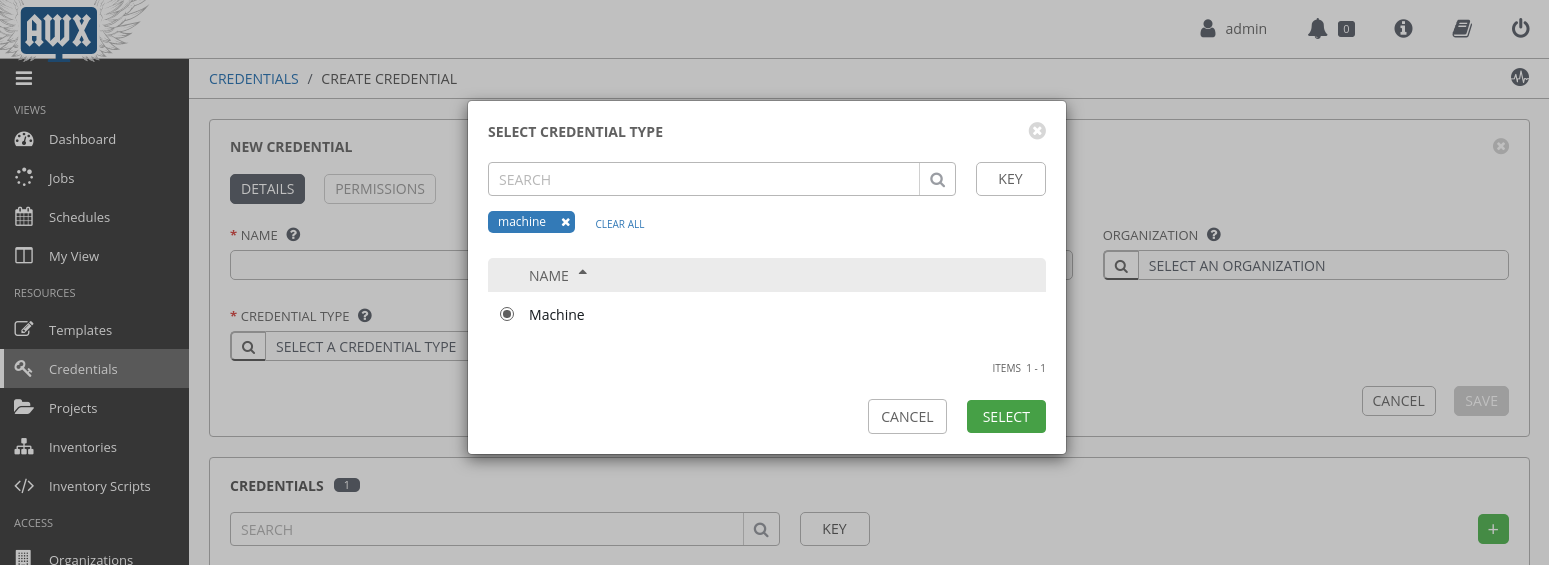 AWX
admin
0
CREDENTIALS / CREATE CREDENTIAL
VIEWS
Dashboard
Jobs
Schedules
My View
RESOURCES
Templates
Credentials
Projects
Inventories
Inventory Scripts
ACCESS
Organizations
NEW CREDENTIAL
DETAILS
PERMISSIONS
* NAME
ORGANIZATION
SELECT AN ORGANIZATION
* CREDENTIAL TYPE
SELECT A CREDENTIAL TYPE
CANCEL
SAVE
SELECT CREDENTIAL TYPE
SEARCH
KEY
machine
CLEAR ALL
NAME
Machine
ITEMS 1 - 1
CANCEL
SELECT
CREDENTIALS 1
SEARCH
KEY